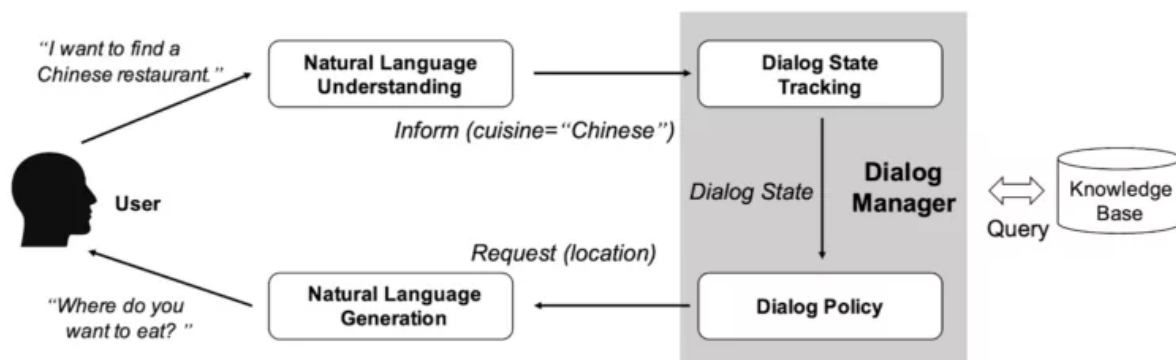 “I want to find a
Chinese restaurant.”
Natural Language
Understanding
Dialog State
Tracking
Inform (cuisine=“Chinese”)
User
Dialog State
Dialog
Manager
Query
Knowledge
Base
Request (location)
“Where do you
want to eat? ”
Natural Language
Generation
Dialog Policy